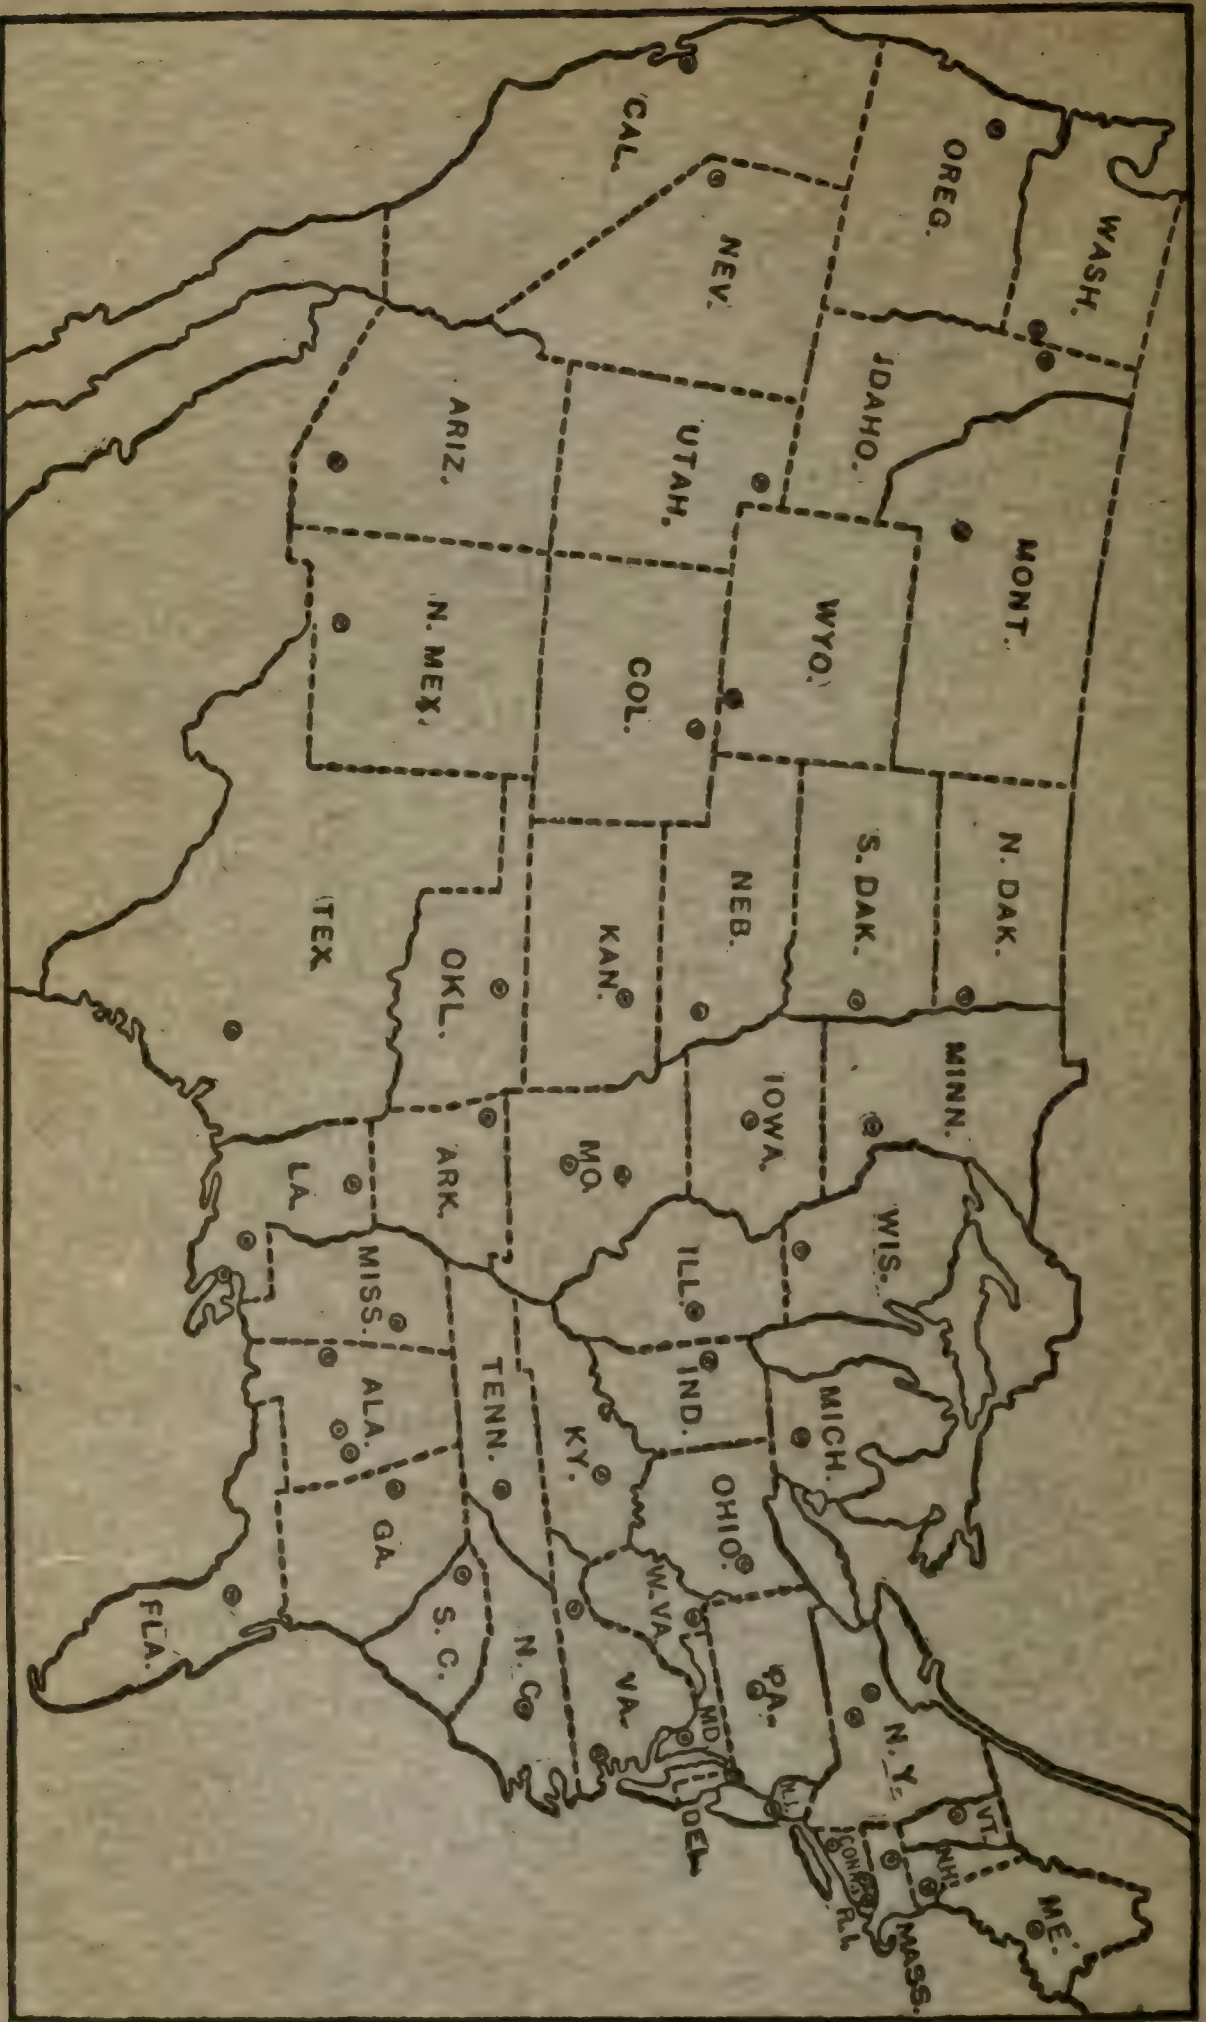 WASH.
OREG.
CAL.
NEV.
IDAHO.
MONT.
WYO.
UTAH.
COL.
ARIZ.
N. MEX.
N. DAK.
S. DAK.
NEB.
KAN.
OKL.
TEX
MINN.
IOWA.
MO.
ARK.
LA.
WIS.
ILL.
MICH.
IND.
OHIO.
KY.
TENN.
MISS.
ALA.
GA.
FLA.
S. C.
N. C.
VA.
W. VA.
MD.
DEL
PA.
N.J.
N. Y.
CONN.
R.I.
MASS.
VT.
N.H.
ME.